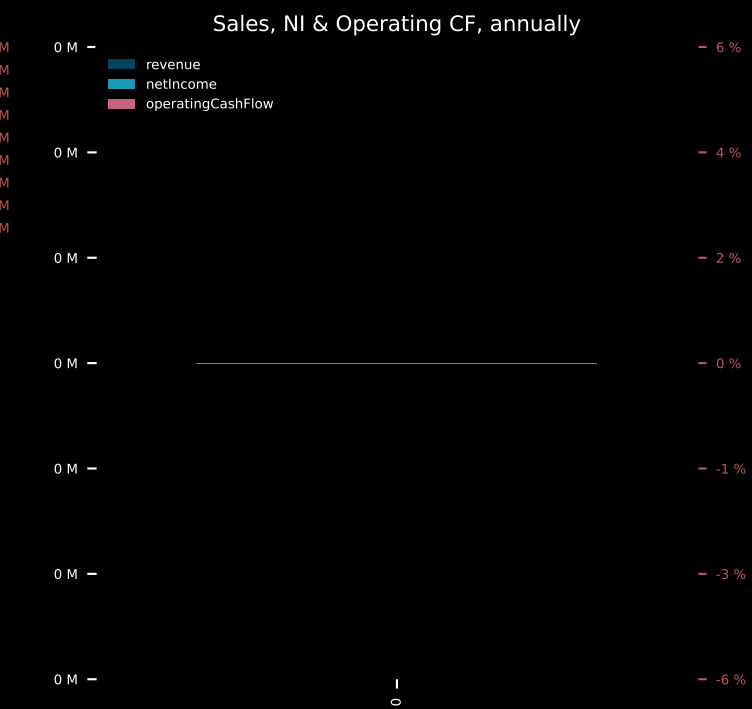 Sales, NI & Operating CF, annually
M
M
M
M
M
M
M
M
M
0 M
0 M
0 M
0 M
0 M
0 M
0 M
revenue
netIncome
operatingCashFlow
6 %
4 %
2 %
0 %
-1 %
-3 %
-6 %
0